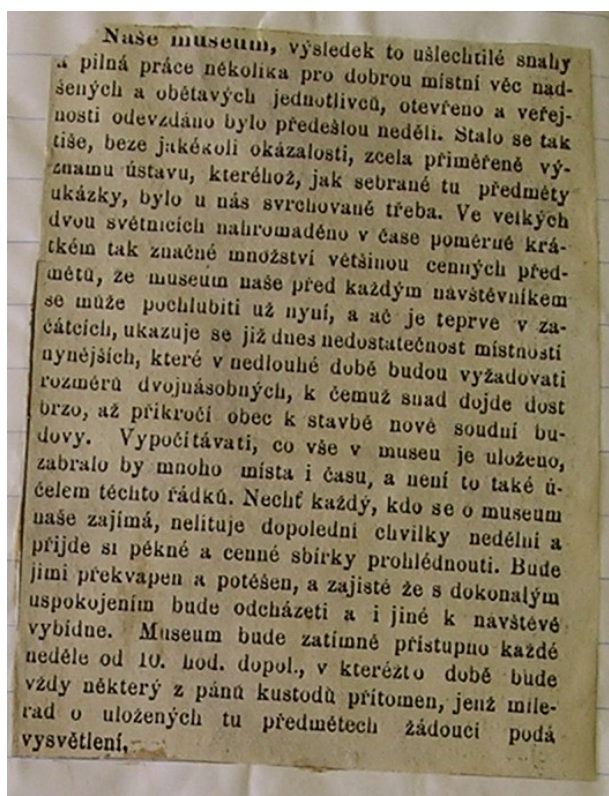 Naše museum, výsledek to ušlechtilé snahy
a pilná práce několika pro dobrou místní věc nad-
šených a obětavých jednotlivců, otevřeno a veřej-
nosti odevzdáno bylo předešlou neděli. Stalo se tak
tiše, beze jakékoli okázalosti, zcela přiměřeně vý-
znamu ústavu, kteréhož, jak sebrané tu předměty
ukázky, bylo u nás svrchovaně třeba. Ve velkých
dvou světnicích nahromaděno v čase poměrně krá-
tkém tak značné množství většinou cenných před-
mětů, že museum naše před každým návštěvníkem
se může pochlubiti už nyní, a ač je teprve v za-
čátcích, ukazuje se již dnes nedostatečnost místností
nynějších, které v nedlouhé době budou vyžadovati
rozměrů dvojnásobných, k čemuž snad dojde dost
brzo, až přikročí obec k stavbě nové soudní bu-
dovy. Vypočítávati, co vše v museu je uloženo,
zabralo by mnoho místa i času, a není to také ú-
čelem těchto řádků. Nechť každý, kdo se o museum
naše zajímá, nelituje dopolední chvilky nedělní a
přijde si pěkné a cenné sbírky prohlédnouti. Bude
jimi překvapen a potěšen, a zajisté že s dokonalým
uspokojením bude odcházeti a i jiné k návštěvě
vybídne. Museum bude zatímně přístupno každé
neděle od 10. hod. dopol., v kteréžto době bude
vždy některý z pánů kustodů přítomen, jenž mile-
rad o uložených tu předmětech žádoucí podá
vysvětlení,